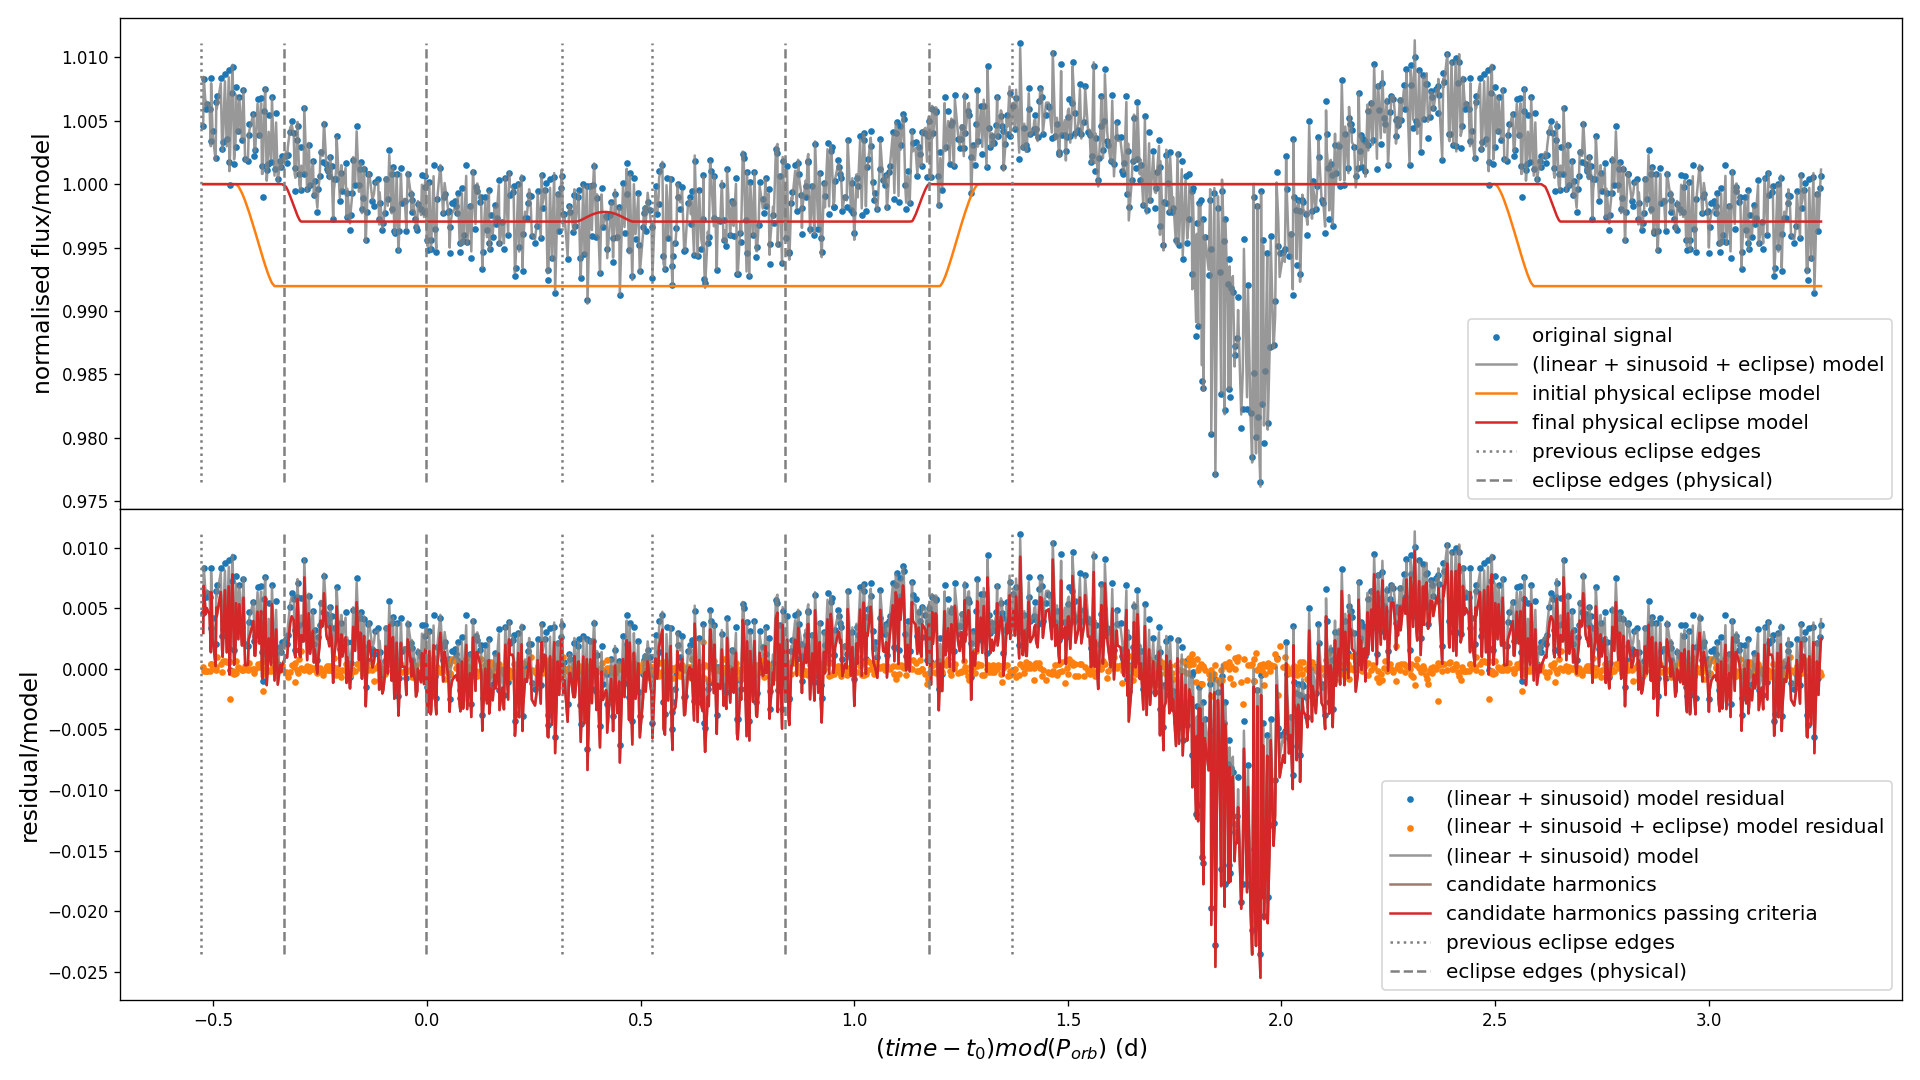 normalised flux/model
1.010
1.005
1.000
0.995
0.990
0.985
0.980
0.975
original signal
(linear + sinusoid + eclipse) model
initial physical eclipse model
final physical eclipse model
previous eclipse edges
eclipse edges (physical)
residual/model
0.010
0.005
0.000
−0.005
−0.010
−0.015
−0.020
−0.025
(linear + sinusoid) model residual
(linear + sinusoid + eclipse) model residual
(linear + sinusoid) model
candidate harmonics
candidate harmonics passing criteria
previous eclipse edges
eclipse edges (physical)
−0.5 0.0 0.5 1.0 1.5 2.0 2.5 3.0
(time − t₀)mod(P_orb) (d)